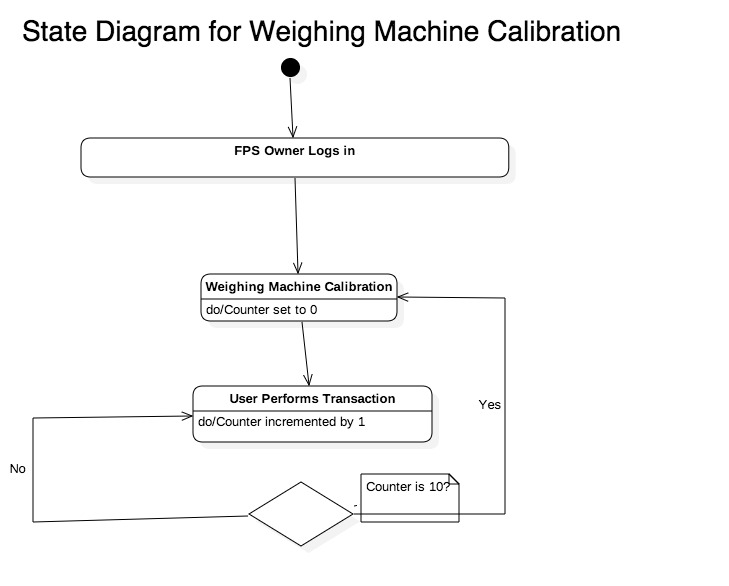 State Diagram for Weighing Machine Calibration
FPS Owner Logs in
Weighing Machine Calibration
do/Counter set to 0
User Performs Transaction
do/Counter incremented by 1
Yes
No
Counter is 10?